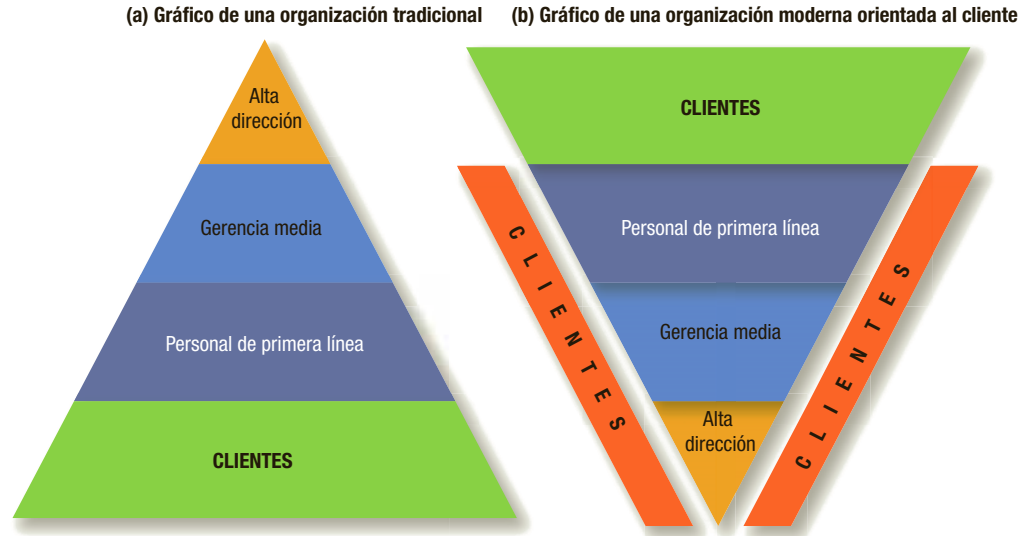 (a) Gráfico de una organización tradicional
Alta
dirección
Gerencia media
Personal de primera línea
CLIENTES
(b) Gráfico de una organización moderna orientada al cliente
CLIENTES
Personal de primera línea
Gerencia media
Alta
dirección
CLIENTES
CLIENTES